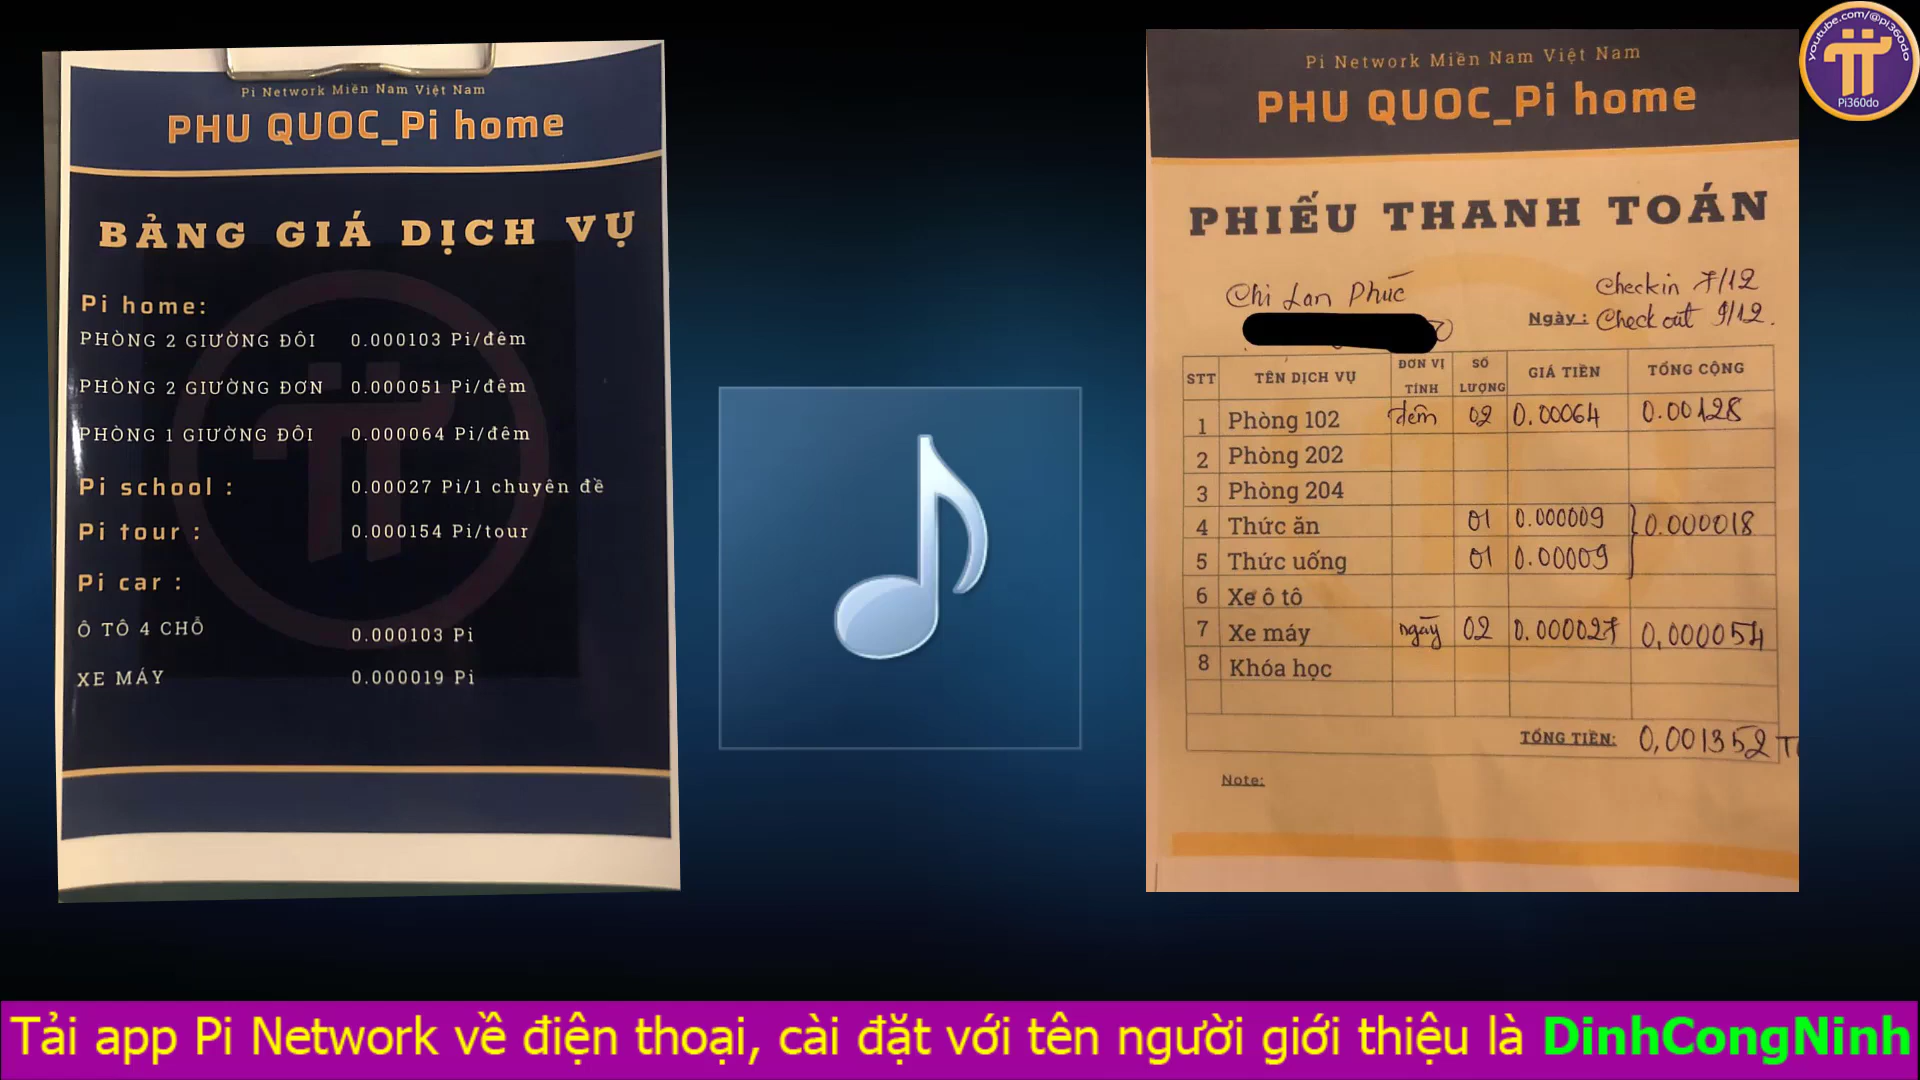 Pi Network Miền Nam Việt Nam
PHU QUOC_Pi home
BẢNG GIÁ DỊCH VỤ
Pi home:
PHÒNG 2 GIƯỜNG ĐÔI 0.000103 Pi/đêm
PHÒNG 2 GIƯỜNG ĐƠN 0.000051 Pi/đêm
PHÒNG 1 GIƯỜNG ĐÔI 0.000064 Pi/đêm
Pi school : 0.00027 Pi/1 chuyên đề
Pi tour : 0.000154 Pi/tour
Pi car :
Ô TÔ 4 CHỖ 0.000103 Pi
XE MÁY 0.000019 Pi
Pi Network Miền Nam Việt Nam
PHU QUOC_Pi home
PHIẾU THANH TOÁN
Chi Lan Phúc
Checkin 7/12
Ngày : Check out 9/12.
STT TÊN DỊCH VỤ ĐƠN VỊ TÍNH SỐ LƯỢNG GIÁ TIỀN TỔNG CỘNG
1 Phòng 102 đêm 02 0.00064 0.00128
2 Phòng 202
3 Phòng 204
4 Thức ăn 01 0.000009 0.000018
5 Thức uống 01 0.00009
6 Xe ô tô
7 Xe máy ngày 02 0.000027 0,000054
8 Khóa học
TỔNG TIỀN: 0,001352
Note:
youtube.com/@pi360do
Pi360do
Tải app Pi Network về điện thoại, cài đặt với tên người giới thiệu là DinhCongNinh